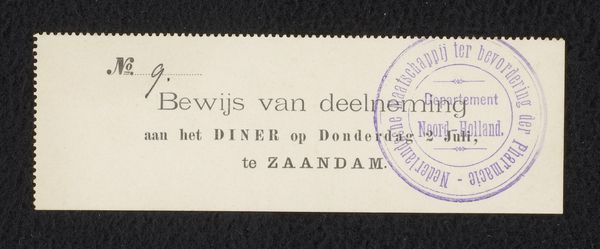 No. 9.
Bewijs van deelneming
aan het DINER op Donderdag 2 Juli,
te ZAANDAM.
Nederlandsche Maatschappij ter bevordering der Pharmacie -
Departement
Noord-Holland.